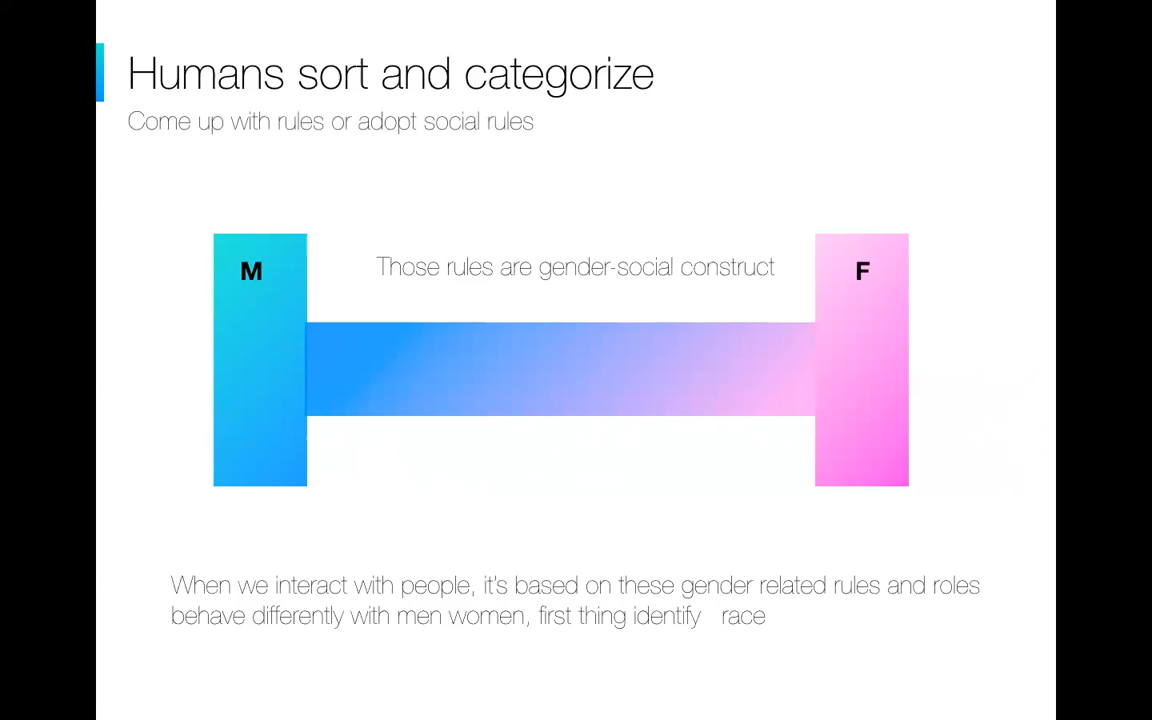 Humans sort and categorize
Come up with rules or adopt social rules
M
Those rules are gender-social construct
F
When we interact with people, it's based on these gender related rules and roles
behave differently with men women, first thing identify race